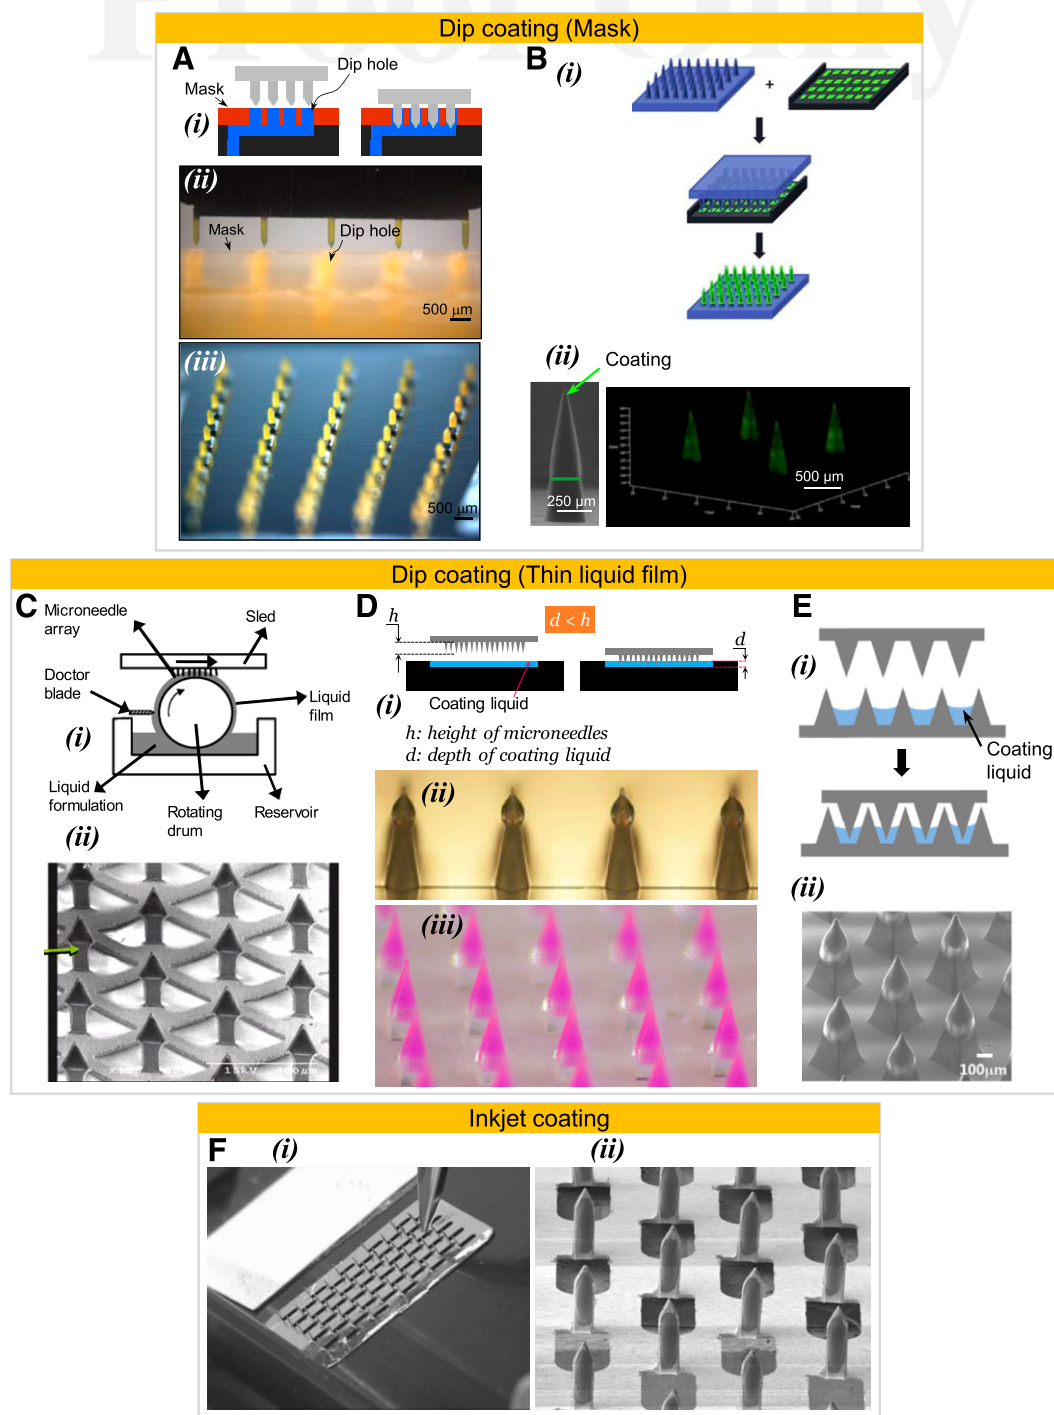 Proof Only
Dip coating (Mask)
A
Dip hole
Mask
(i)
(ii)
Mask
Dip hole
500 µm
(iii)
500 µm
B
(i)
+
(ii)
Coating
250 µm
500 µm
Dip coating (Thin liquid film)
C
Microneedle
array
Sled
Doctor
blade
Liquid
film
(i)
Liquid
formulation
Rotating
drum
Reservoir
(ii)
15kV
D
h
d < h
d
(i)
Coating liquid
h: height of microneedles
d: depth of coating liquid
(ii)
(iii)
E
(i)
Coating
liquid
(ii)
100µm
Inkjet coating
F
(i)
(ii)